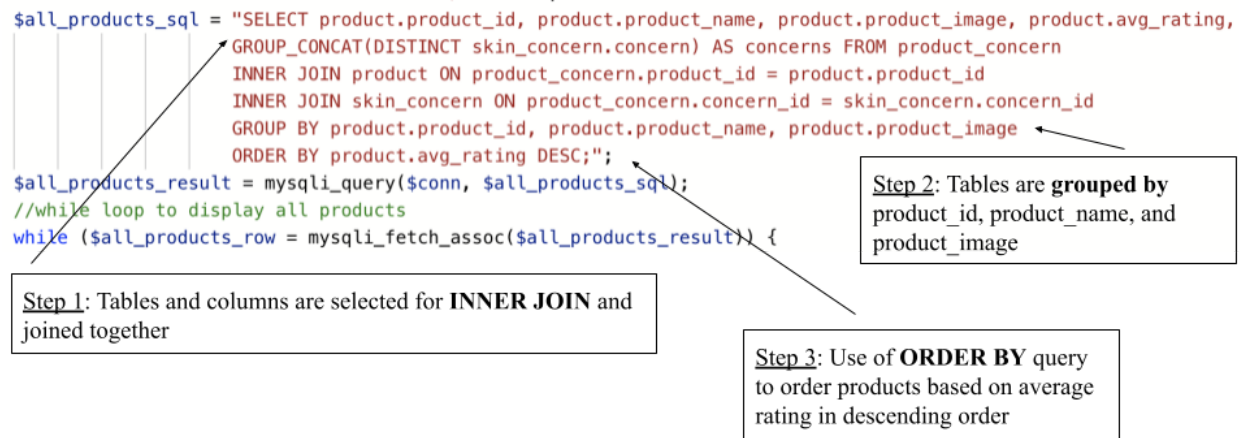 $all_products_sql = "SELECT product.product_id, product.product_name, product.product_image, product.avg_rating,
GROUP_CONCAT(DISTINCT skin_concern.concern) AS concerns FROM product_concern
INNER JOIN product ON product_concern.product_id = product.product_id
INNER JOIN skin_concern ON product_concern.concern_id = skin_concern.concern_id
GROUP BY product.product_id, product.product_name, product.product_image
ORDER BY product.avg_rating DESC;";
$all_products_result = mysqli_query($conn, $all_products_sql);
//while loop to display all products
while ($all_products_row = mysqli_fetch_assoc($all_products_result)) {
Step 2: Tables are grouped by
product_id, product_name, and
product_image
Step 1: Tables and columns are selected for INNER JOIN and
joined together
Step 3: Use of ORDER BY query
to order products based on average
rating in descending order